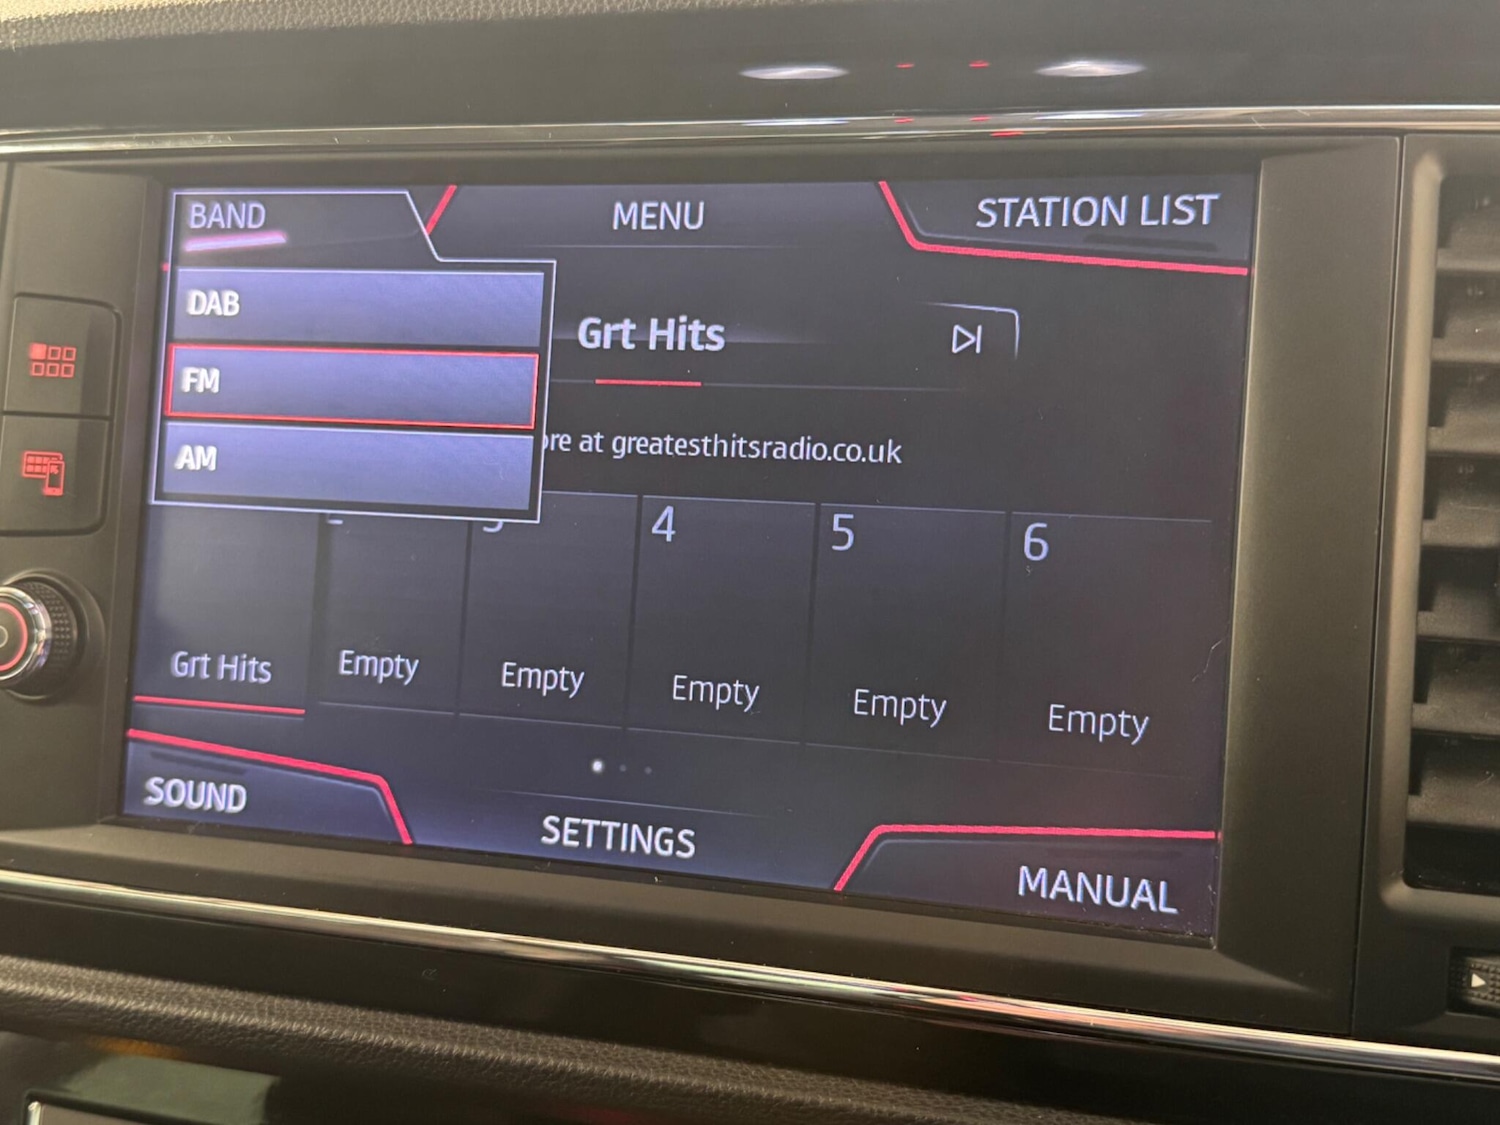 BAND
MENU
STATION LIST
DAB
FM
AM
Grt Hits
at greatesthitsradio.co.uk
4
5
6
Grt Hits
Empty
Empty
Empty
Empty
Empty
SOUND
SETTINGS
MANUAL